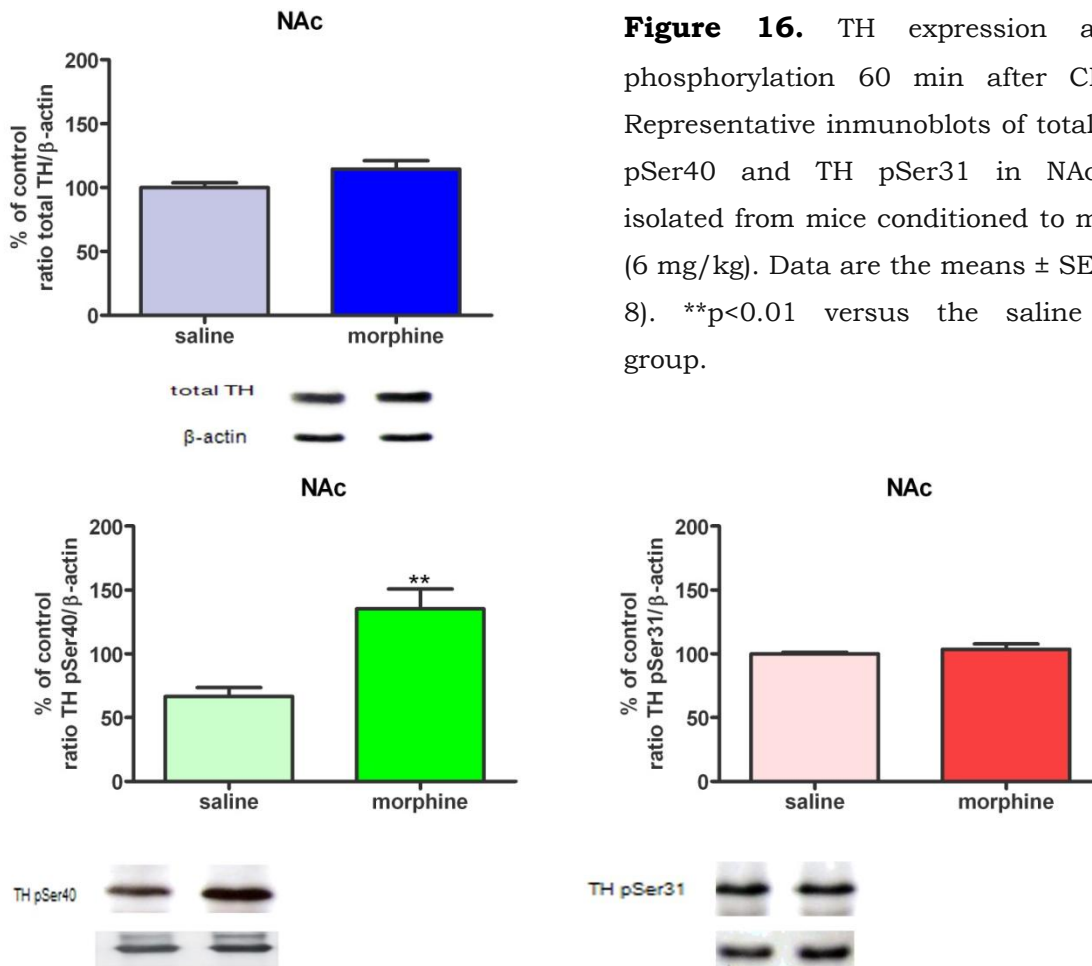 NAc
200
150
100
50
0
% of control
ratio total TH/β-actin
saline morphine
total TH
β-actin
Figure 16. TH expression a
phosphorylation 60 min after C
Representative inmunoblots of total
pSer40 and TH pSer31 in NAc
isolated from mice conditioned to m
(6 mg/kg). Data are the means ± SE
8). **p<0.01 versus the saline
group.
NAc
200
150
100
50
0
% of control
ratio TH pSer40/β-actin
**
saline morphine
TH pSer40
NAc
200
150
100
50
0
% of control
ratio TH pSer31/β-actin
saline morphine
TH pSer31